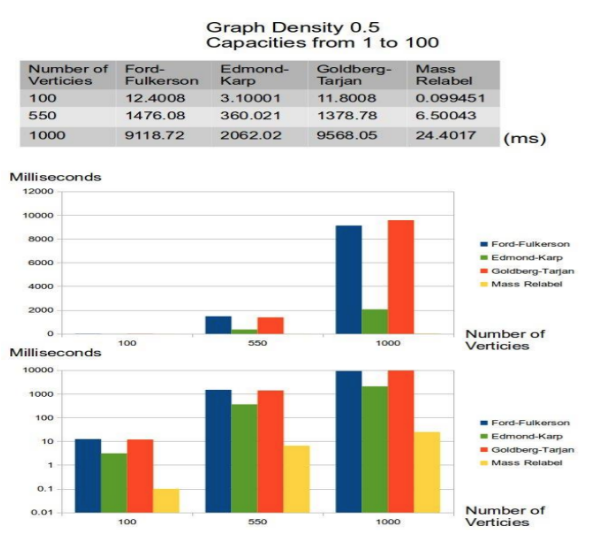 Graph Density 0.5
Capacities from 1 to 100
Number of Verticies Ford-Fulkerson Edmond-Karp Goldberg-Tarjan Mass Relabel
100 12.4008 3.10001 11.8008 0.099451
550 1476.08 360.021 1378.78 6.50043
1000 9118.72 2062.02 9568.05 24.4017 (ms)
Milliseconds
12000
10000
8000
6000
4000
2000
0
100 550 1000
Ford-Fulkerson
Edmond-Karp
Goldberg-Tarjan
Mass Relabel
Number of
Verticies
Milliseconds
10000
1000
100
10
1
0.1
0.01
100 550 1000
Ford-Fulkerson
Edmond-Karp
Goldberg-Tarjan
Mass Relabel
Number of
Verticies